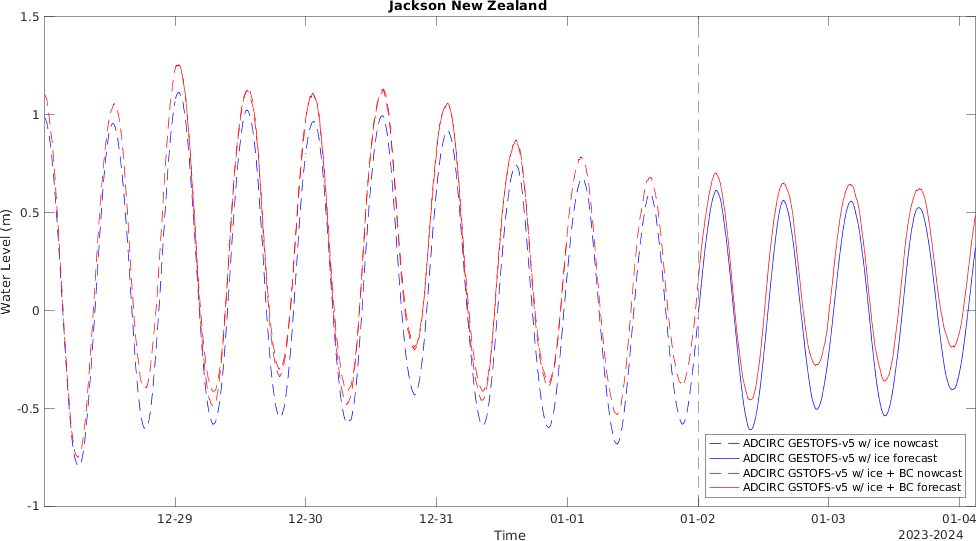 Jackson New Zealand
1.5
1
0.5
0
-0.5
-1
Water Level (m)
12-29
12-30
12-31
01-01
01-02
01-03
01-04
Time
2023-2024
ADCIRC GESTOFS-v5 w/ ice nowcast
ADCIRC GESTOFS-v5 w/ ice forecast
ADCIRC GSTOFS-v5 w/ ice + BC nowcast
ADCIRC GSTOFS-v5 w/ ice + BC forecast